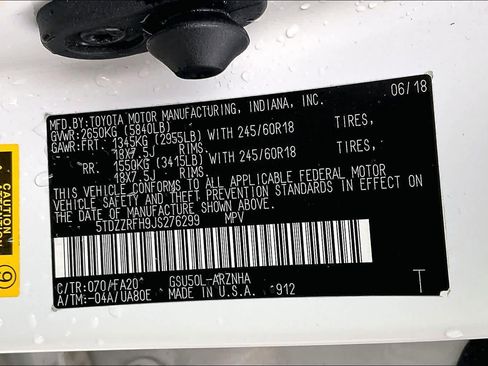 06/18
MFD.BY:TOYOTA MOTOR MANUFACTURING, INDIANA, INC.
GVWR:2650KG (5840LB)
GAWR:FRT. 1345KG (2955LB) WITH 245/60R18 TIRES,
18X7.5J RIMS.
RR: 1550KG (3415LB) WITH 245/60R18 TIRES,
18X7.5J RIMS.
THIS VEHICLE CONFORMS TO ALL APPLICABLE FEDERAL MOTOR
VEHICLE SAFETY AND THEFT PREVENTION STANDARDS IN EFFECT ON
THE DATE OF MANUFACTURE SHOWN ABOVE.
5TDZZRFH9JS276299 MPV
C/TR:070/FA20 GSU50L-ARZNHA
A/TM:-04A/UA80E MADE IN U.S.A. 912
T
CAUTION